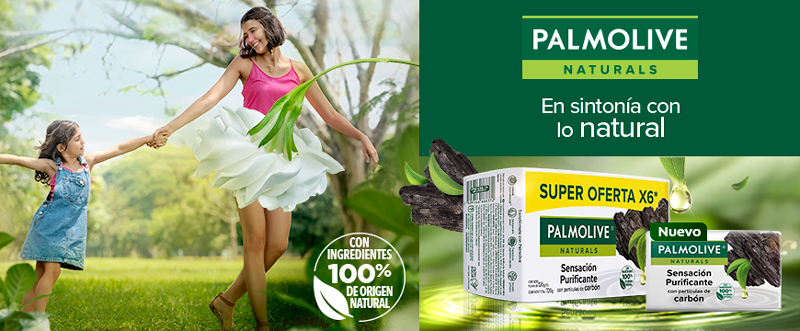 PALMOLIVE
NATURALS
En sintonía con
lo natural
CON
INGREDIENTES
100%
DE ORIGEN
NATURAL
SUPER OFERTA X6*
PALMOLIVE
NATURALS
Sensación
Purificante
con partículas de
carbón
Nuevo
PALMOLIVE
NATURALS
Sensación
Purificante
con partículas de
carbón
100%